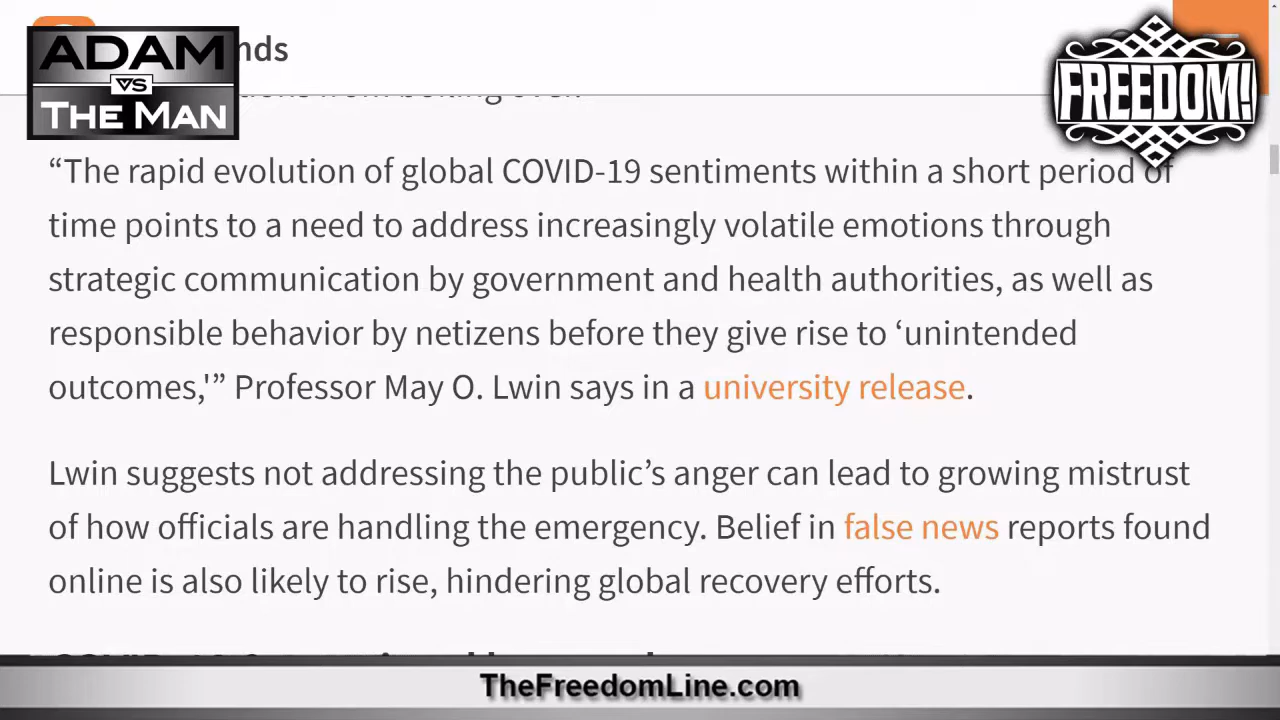 ADAM
VS
THE MAN
nds
FREEDOM!
“The rapid evolution of global COVID-19 sentiments within a short period of
time points to a need to address increasingly volatile emotions through
strategic communication by government and health authorities, as well as
responsible behavior by netizens before they give rise to ‘unintended
outcomes,'” Professor May O. Lwin says in a university release.
Lwin suggests not addressing the public’s anger can lead to growing mistrust
of how officials are handling the emergency. Belief in false news reports found
online is also likely to rise, hindering global recovery efforts.
TheFreedomLine.com